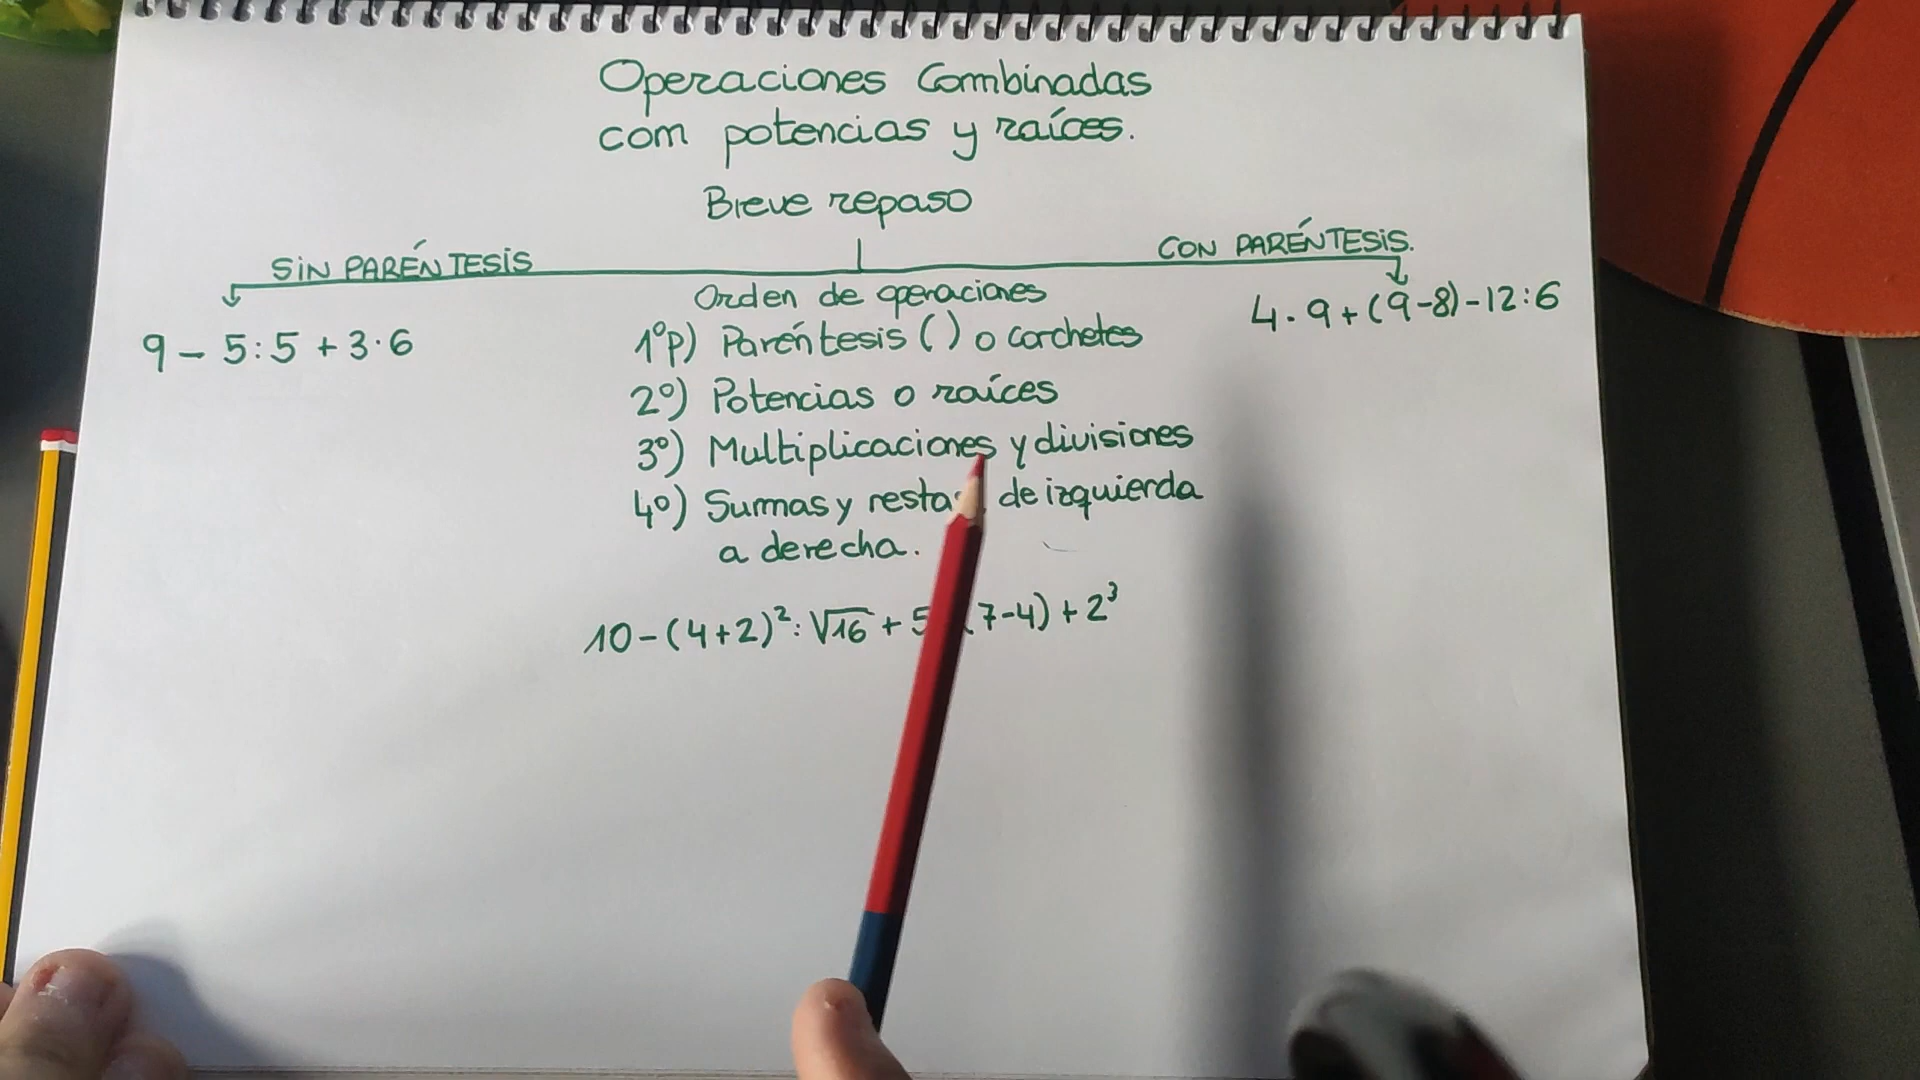 Operaciones Combinadas
con potencias y raíces.
Breve repaso
SIN PARÉNTESIS
CON PARÉNTESIS.
9 - 5:5 + 3·6
Orden de operaciones
4·9+(9-8)-12:6
1ºp) Paréntesis ( ) o corchetes
2º) Potencias o raíces
3º) Multiplicaciones y divisiones
4º) Sumas y restas de izquierda
a derecha.
10-(4+2)²:√16 + 5 (7-4) + 2³